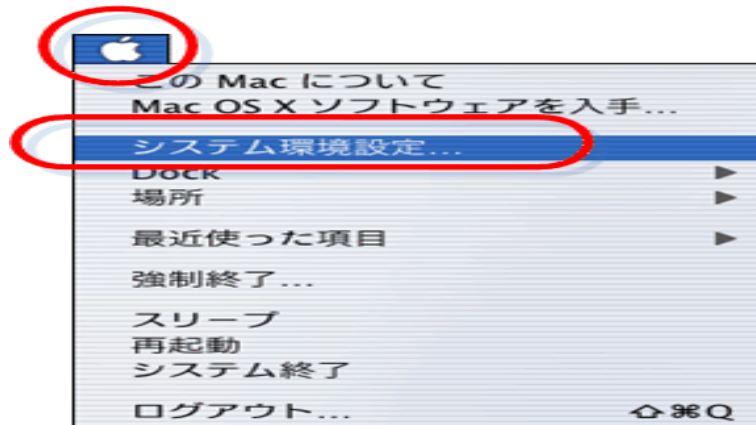 この Mac について
Mac OS X ソフトウェアを入手...
システム環境設定...
Dock
場所
最近使った項目
強制終了...
スリープ
再起動
システム終了
ログアウト... ⇧⌘Q